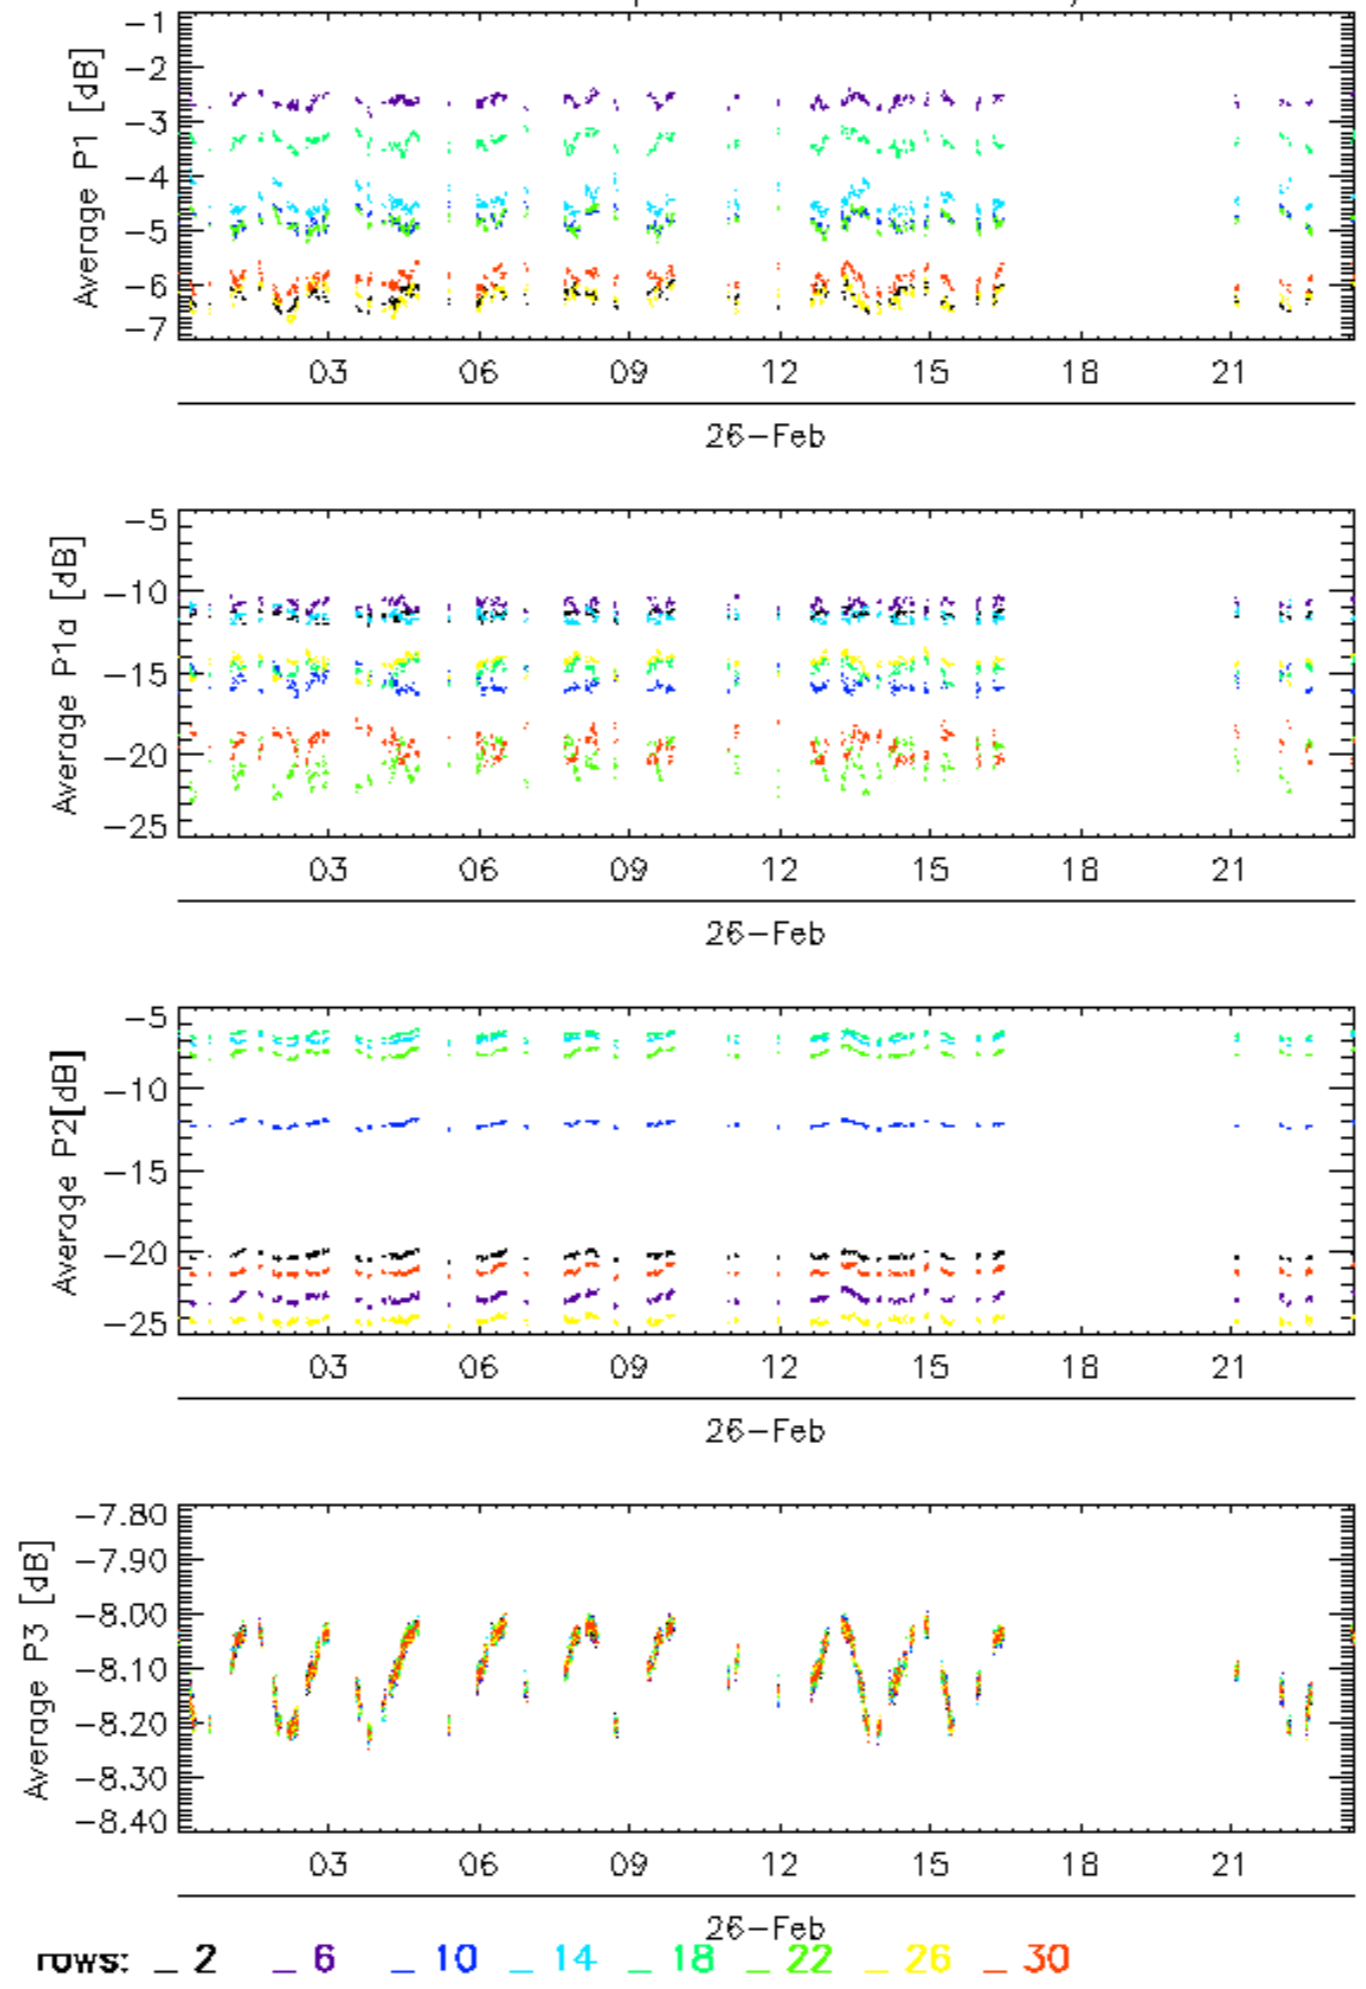 Average P1 [dB]
-1
-2
-3
-4
-5
-6
-7
03 06 09 12 15 18 21
26-Feb
Average P1a [dB]
-5
-10
-15
-20
-25
03 06 09 12 15 18 21
26-Feb
Average P2[dB]
-5
-10
-15
-20
-25
03 06 09 12 15 18 21
26-Feb
Average P3 [dB]
-7.80
-7.90
-8.00
-8.10
-8.20
-8.30
-8.40
03 06 09 12 15 18 21
26-Feb
rows: _ 2 _ 6 _ 10 _ 14 _ 18 _ 22 _ 26 _ 30